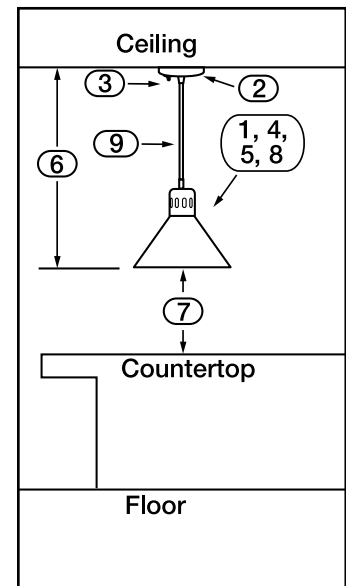 Ceiling
3
2
9
1, 4,
5, 8
6
7
Countertop
Floor